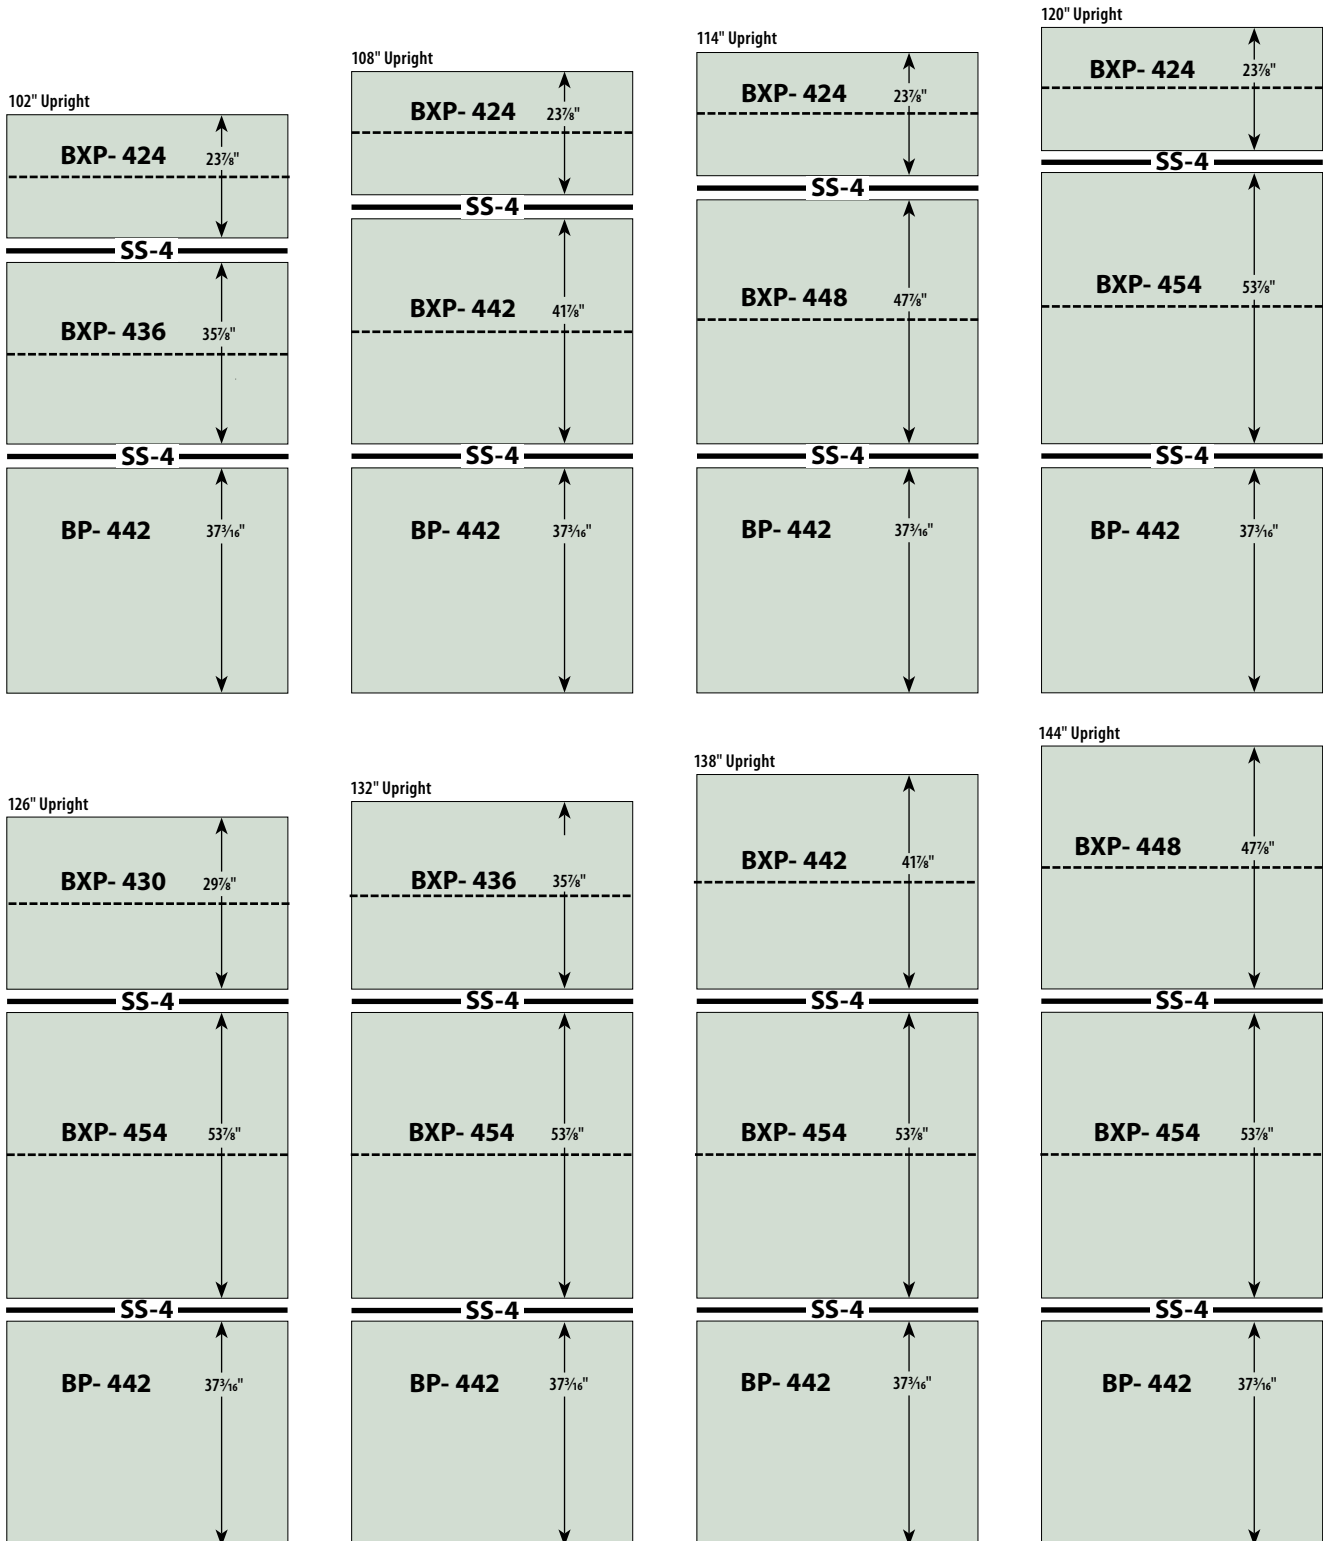 102" Upright
BXP- 424 23⅞"
SS-4
BXP- 436 35⅞"
SS-4
BP- 442 37³⁄₁₆"
108" Upright
BXP- 424 23⅞"
SS-4
BXP- 442 41⅞"
SS-4
BP- 442 37³⁄₁₆"
114" Upright
BXP- 424 23⅞"
SS-4
BXP- 448 47⅞"
SS-4
BP- 442 37³⁄₁₆"
120" Upright
BXP- 424 23⅞"
SS-4
BXP- 454 53⅞"
SS-4
BP- 442 37³⁄₁₆"
126" Upright
BXP- 430 29⅞"
SS-4
BXP- 454 53⅞"
SS-4
BP- 442 37³⁄₁₆"
132" Upright
BXP- 436 35⅞"
SS-4
BXP- 454 53⅞"
SS-4
BP- 442 37³⁄₁₆"
138" Upright
BXP- 442 41⅞"
SS-4
BXP- 454 53⅞"
SS-4
BP- 442 37³⁄₁₆"
144" Upright
BXP- 448 47⅞"
SS-4
BXP- 454 53⅞"
SS-4
BP- 442 37³⁄₁₆"